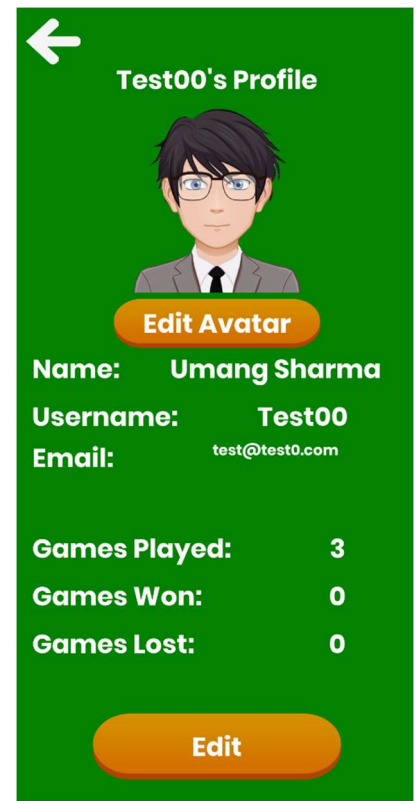 Test00's Profile
Edit Avatar
Name: Umang Sharma
Username: Test00
Email: test@test0.com
Games Played: 3
Games Won: 0
Games Lost: 0
Edit